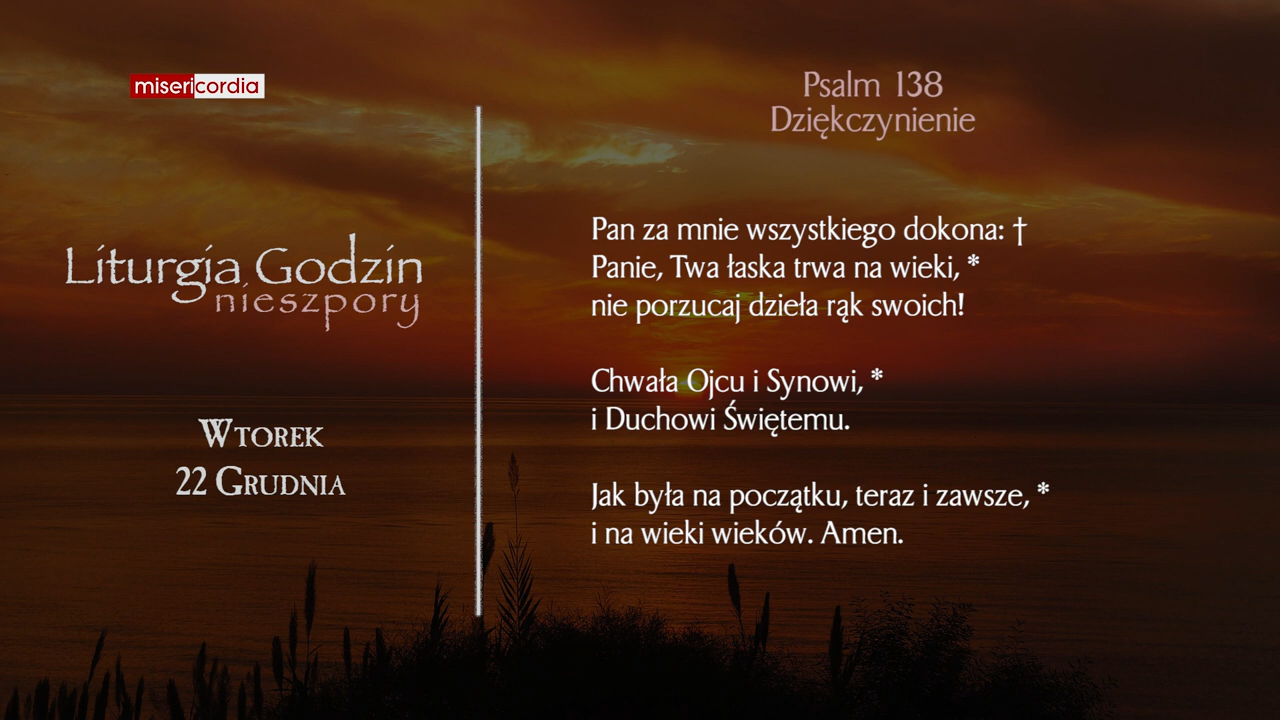 misericordia
Liturgia Godzin
nieszpory
Wtorek
22 Grudnia
Psalm 138
Dziękczynienie
Pan za mnie wszystkiego dokona: †
Panie, Twa łaska trwa na wieki, *
nie porzucaj dzieła rąk swoich!
Chwała Ojcu i Synowi, *
i Duchowi Świętemu.
Jak była na początku, teraz i zawsze, *
i na wieki wieków. Amen.